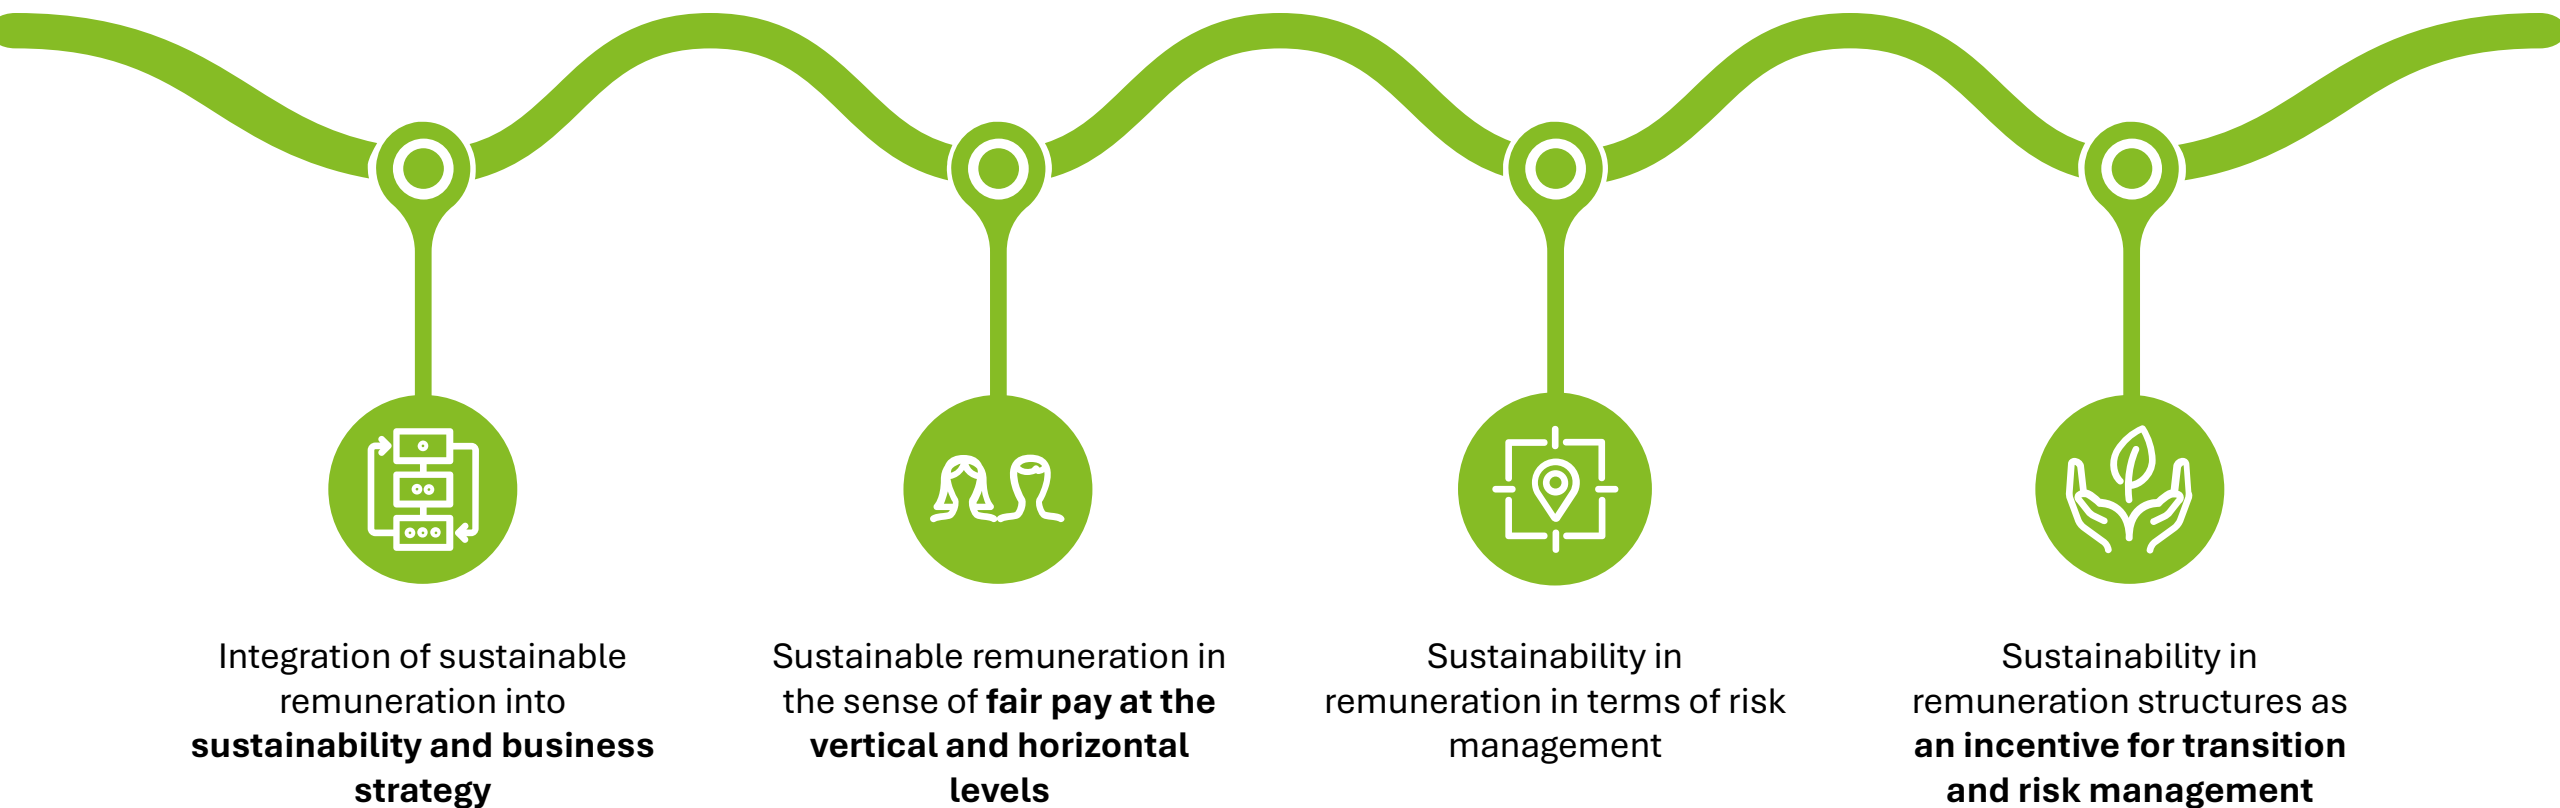 Integration of sustainable
remuneration into
sustainability and business
strategy
Sustainable remuneration in
the sense of fair pay at the
vertical and horizontal
levels
Sustainability in
remuneration in terms of risk
management
Sustainability in
remuneration structures as
an incentive for transition
and risk management